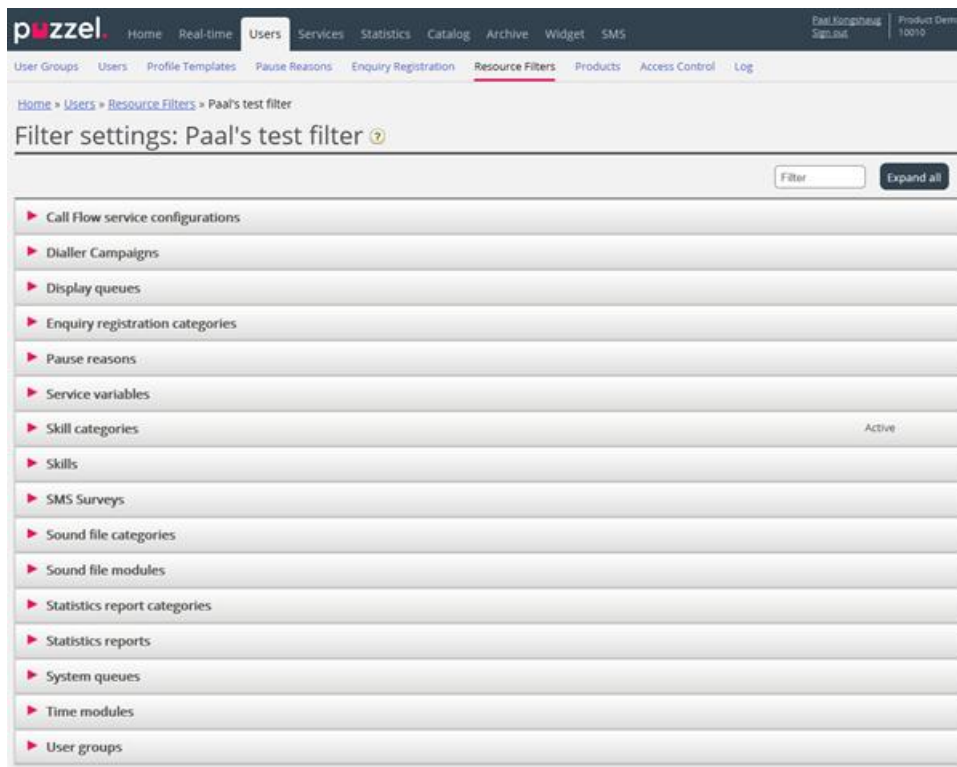 puzzel.
Home Real-time Users Services Statistics Catalog Archive Widget SMS
Paal Kongshaug
Sign out
Product Dem
10010
User Groups Users Profile Templates Pause Reasons Enquiry Registration Resource Filters Products Access Control Log
Home » Users » Resource Filters » Paal's test filter
Filter settings: Paal's test filter ?
Filter Expand all
Call Flow service configurations
Dialler Campaigns
Display queues
Enquiry registration categories
Pause reasons
Service variables
Skill categories Active
Skills
SMS Surveys
Sound file categories
Sound file modules
Statistics report categories
Statistics reports
System queues
Time modules
User groups